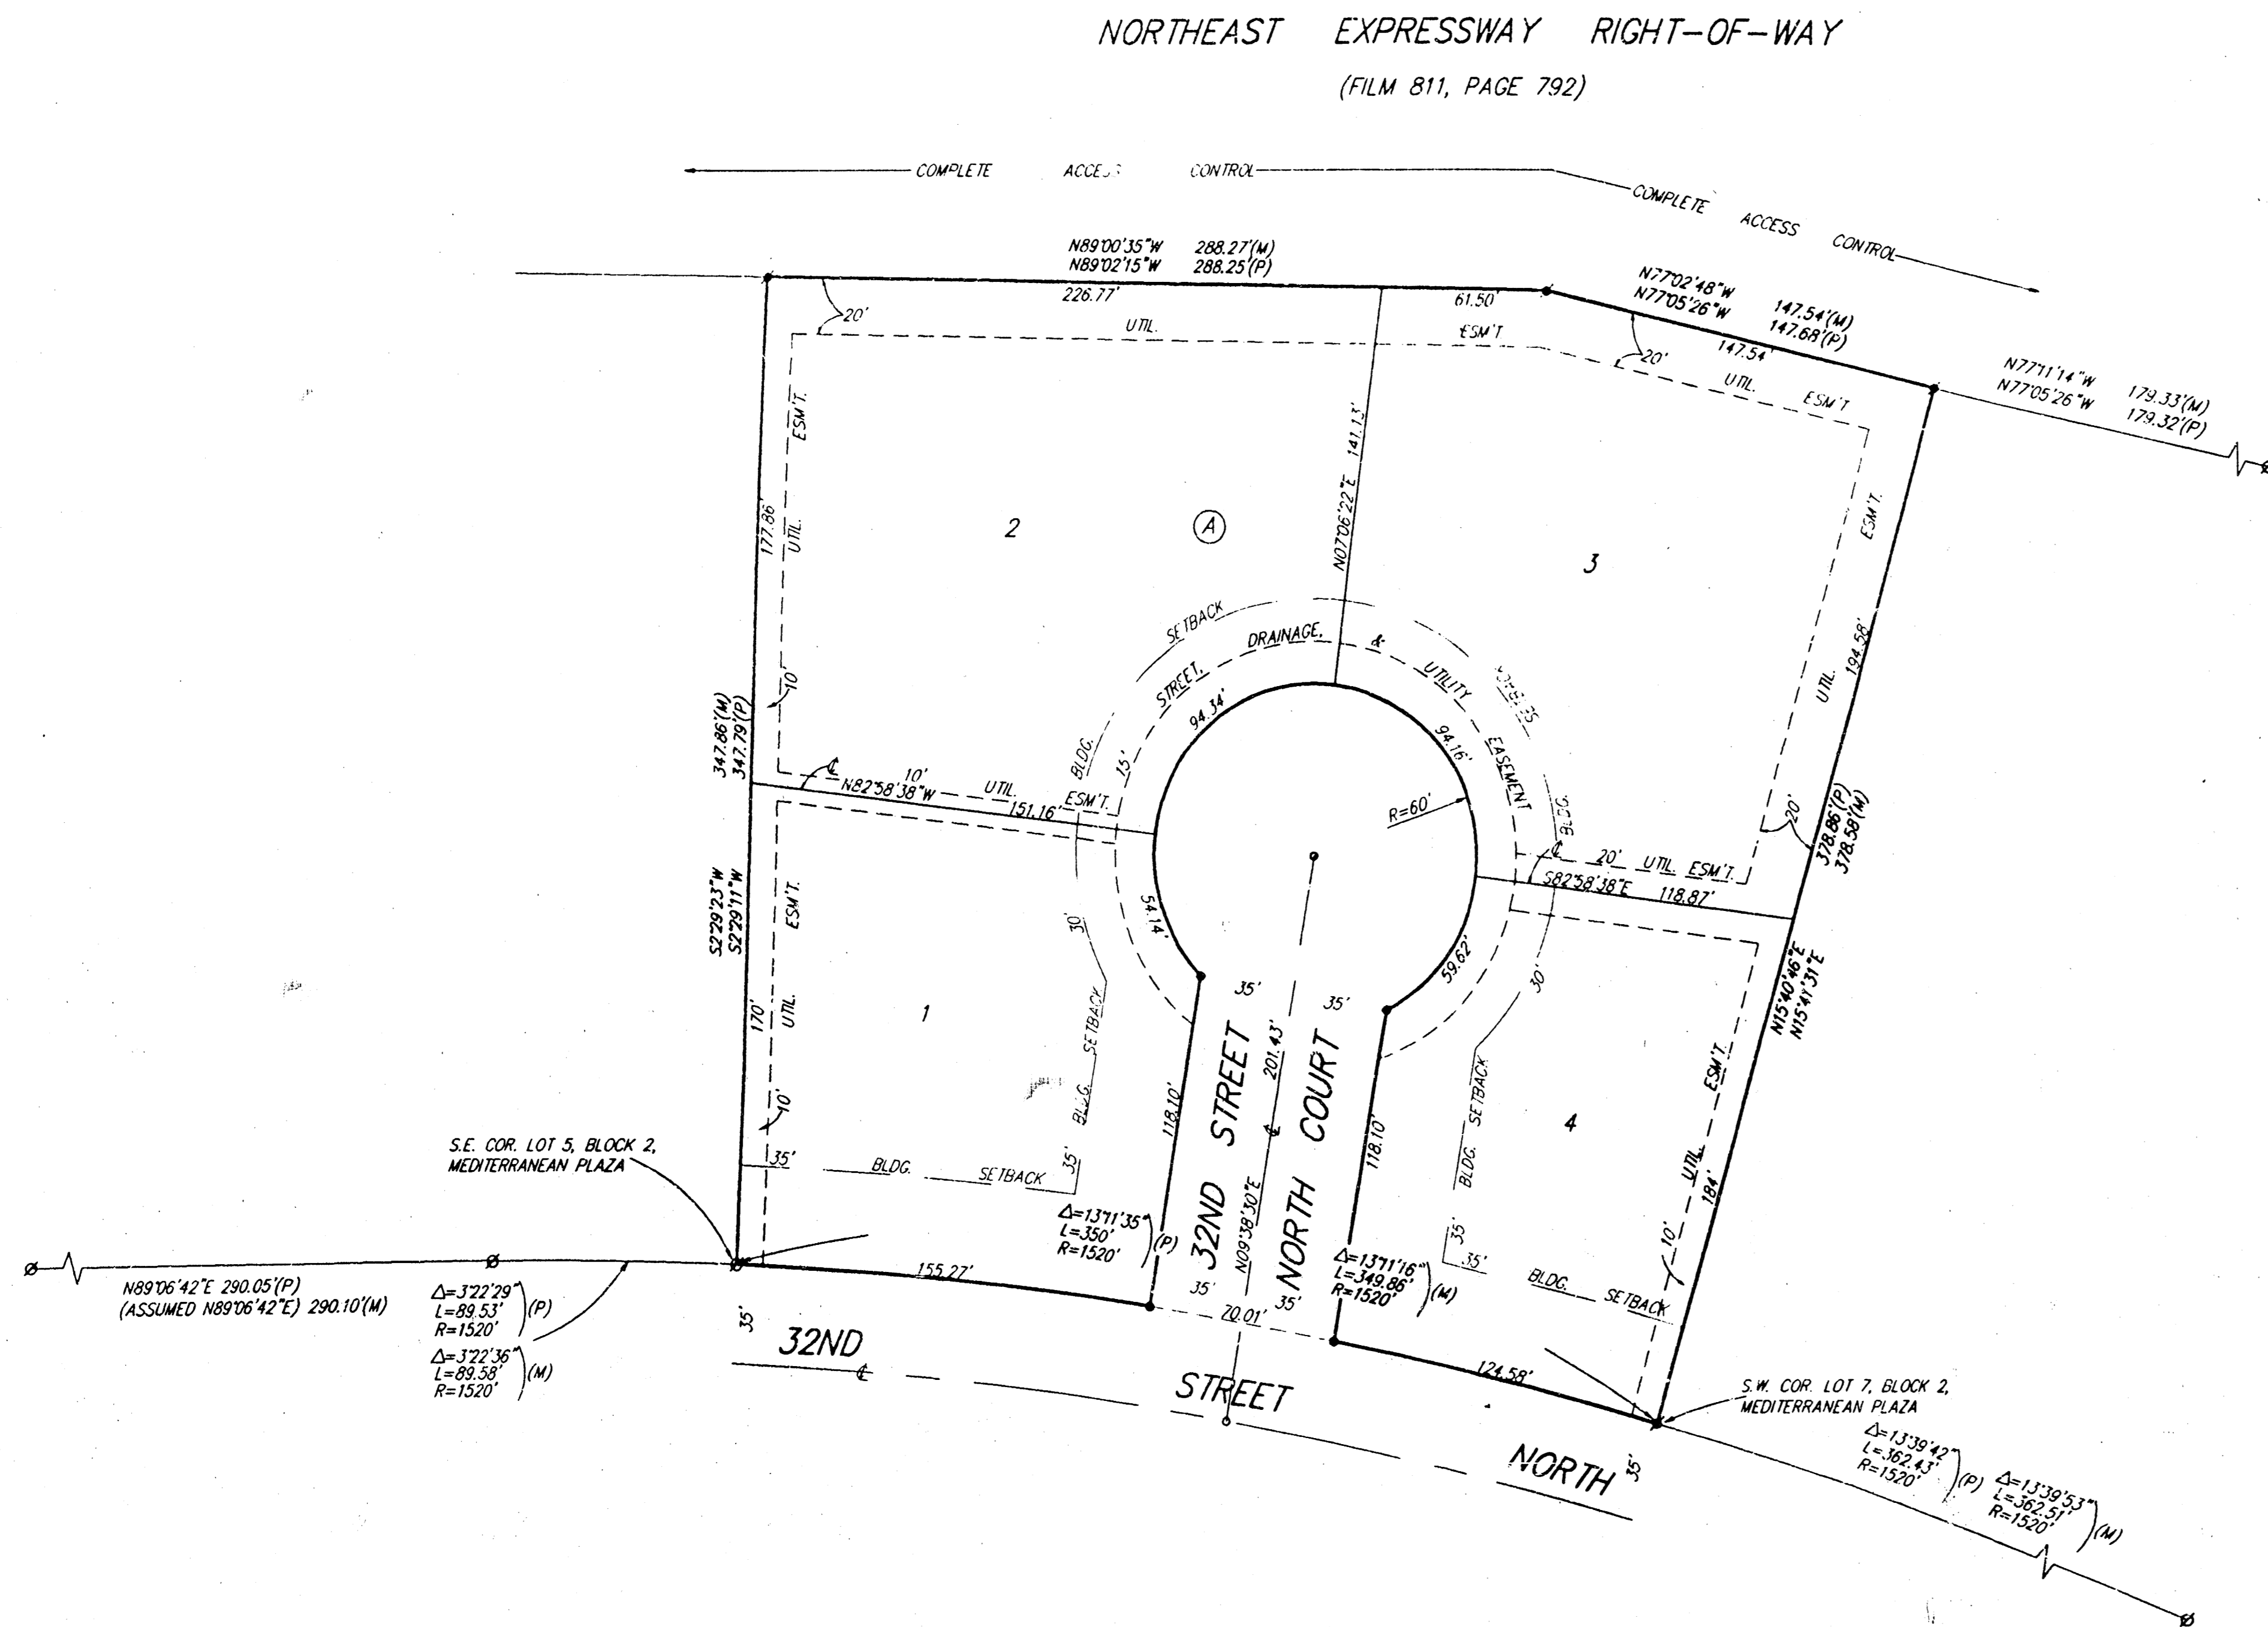 NORTHEAST EXPRESSWAY RIGHT-OF-WAY
(FILM 811, PAGE 792)
COMPLETE ACCESS CONTROL
COMPLETE ACCESS CONTROL
N89°00'35"W 288.27'(M)
N89°02'15"W 288.25'(P)
226.77'
61.50'
N77°02'48"W 147.54'(M)
N77°05'26"W 147.68'(P)
147.54'
N77°11'14"W 179.33'(M)
N77°05'26"W 179.32'(P)
20'
UTIL. ESM'T
20'
UTIL. ESM'T
UTIL. ESM'T.
177.86'
10'
347.86'(M)
347.79'(P)
S2°29'23"W
S2°29'11"W
2
A
N07°06'22"E 141.13'
3
UTIL. ESM'T.
194.58'
20'
378.86'(P)
378.58'(M)
N15°40'46"E
N15°41'31"E
BLDG. SETBACK
15'
STREET, DRAINAGE, & UTILITY EASEMENT
BLDG.
94.34'
94.16'
R=60'
54.14'
59.62'
℄
10' UTIL. ESM'T.
N82°58'38"W 151.16'
℄
20' UTIL. ESM'T.
S82°58'38"E 118.87'
170'
UTIL. ESM'T.
10'
1
30'
BLDG. SETBACK
35'
35' BLDG. SETBACK
118.10'
35'
35'
32ND STREET
NORTH COURT
N09°38'30"E ℄ 201.43'
35'
35'
70.01'
118.10'
30'
BLDG. SETBACK
35'
35'
BLDG. SETBACK
4
UTIL. ESM'T.
10'
184'
S.E. COR. LOT 5, BLOCK 2,
MEDITERRANEAN PLAZA
N89°06'42"E 290.05'(P)
(ASSUMED N89°06'42"E) 290.10'(M)
Δ=3°22'29"
L=89.53' (P)
R=1520'
Δ=3°22'36"
L=89.58' (M)
R=1520'
155.27'
Δ=13°11'35"
L=350' (P)
R=1520'
Δ=13°11'16"
L=349.86' (M)
R=1520'
124.58'
35'
32ND ℄ STREET NORTH
35'
S.W. COR. LOT 7, BLOCK 2,
MEDITERRANEAN PLAZA
Δ=13°39'42"
L=362.43' (P)
R=1520'
Δ=13°39'53"
L=362.51' (M)
R=1520'